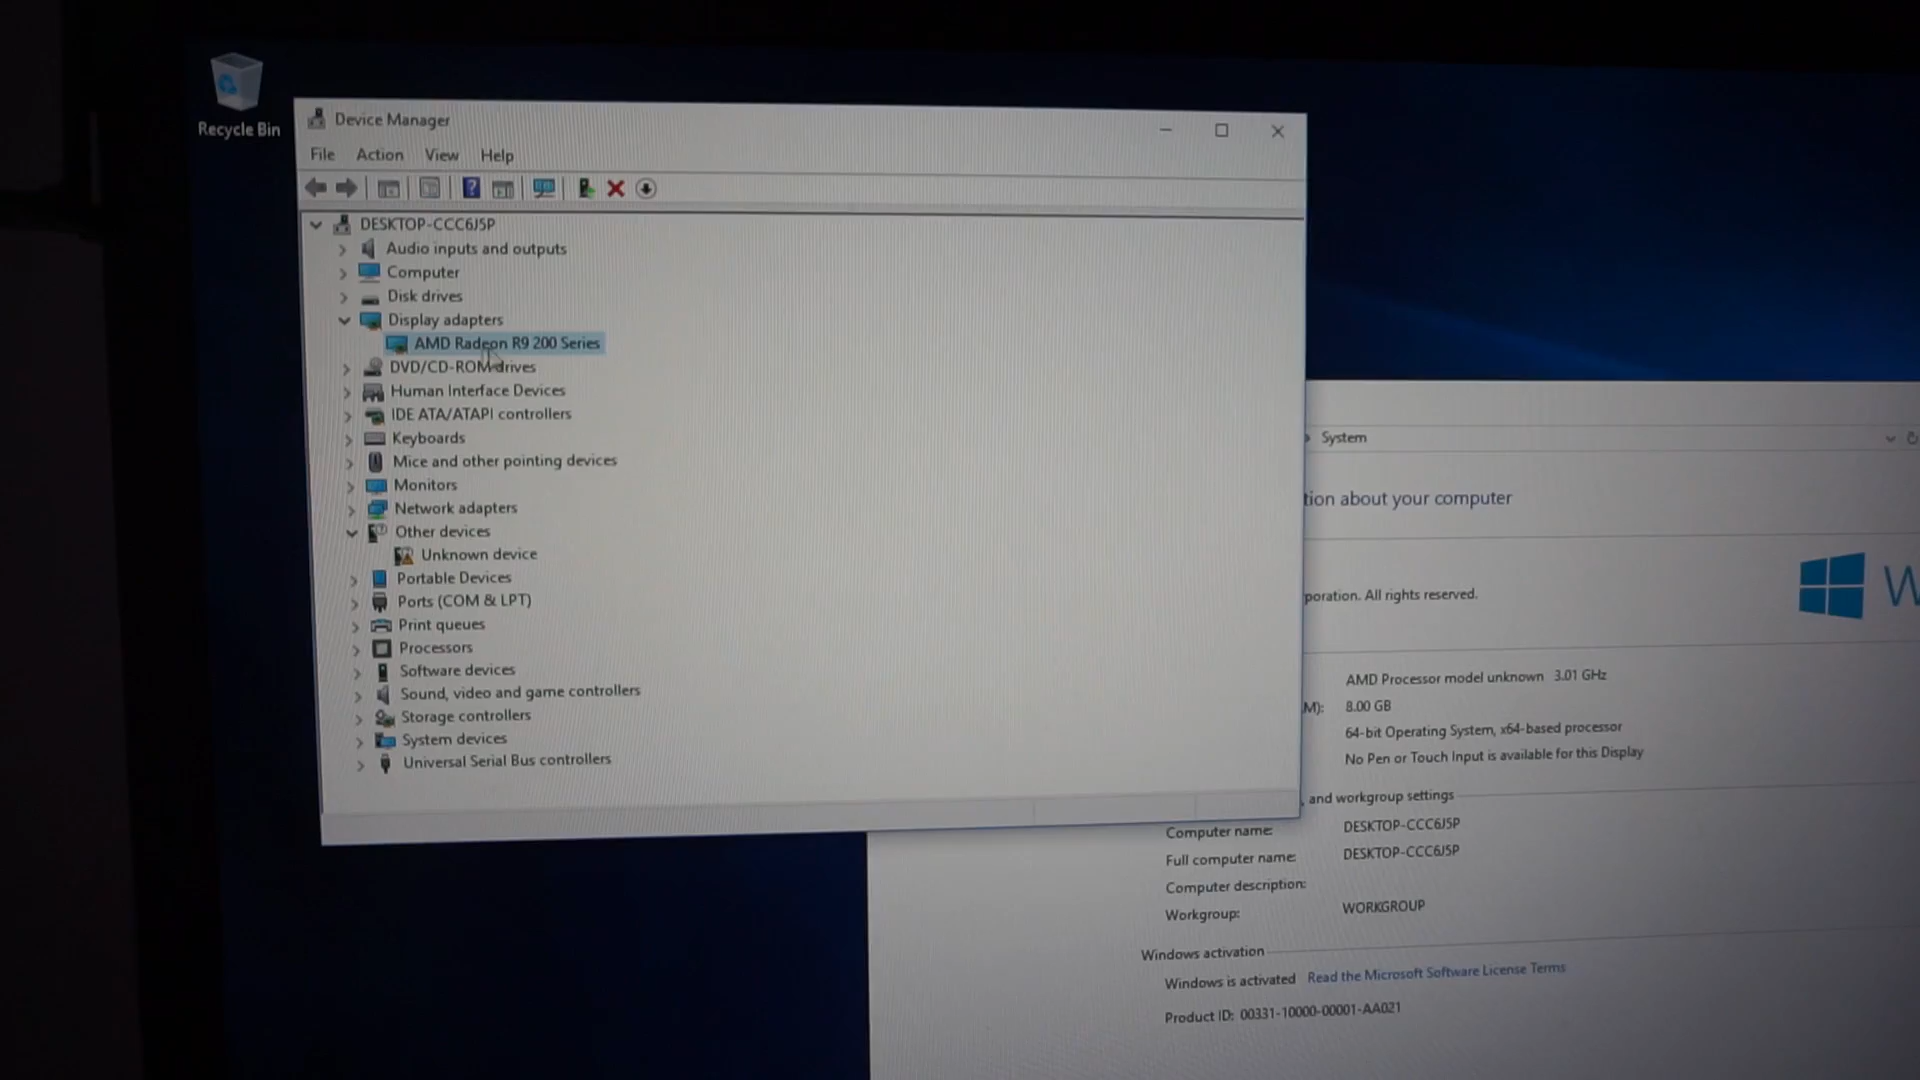 Recycle Bin
Device Manager
File Action View Help
DESKTOP-CCC6J5P
Audio inputs and outputs
Computer
Disk drives
Display adapters
AMD Radeon R9 200 Series
DVD/CD-ROM drives
Human Interface Devices
IDE ATA/ATAPI controllers
Keyboards
Mice and other pointing devices
Monitors
Network adapters
Other devices
Unknown device
Portable Devices
Ports (COM & LPT)
Print queues
Processors
Software devices
Sound, video and game controllers
Storage controllers
System devices
Universal Serial Bus controllers
System
tion about your computer
poration. All rights reserved.
W
AMD Processor model unknown 3.01 GHz
M): 8.00 GB
64-bit Operating System, x64-based processor
No Pen or Touch Input is available for this Display
, and workgroup settings
Computer name: DESKTOP-CCC6J5P
Full computer name: DESKTOP-CCC6J5P
Computer description:
Workgroup: WORKGROUP
Windows activation
Windows is activated Read the Microsoft Software License Terms
Product ID: 00331-10000-00001-AA021